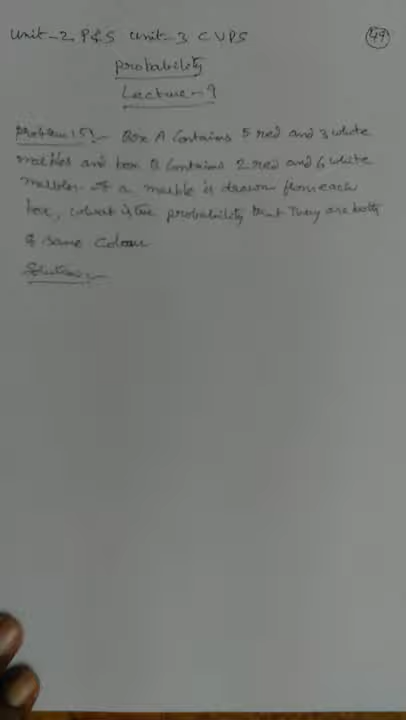 Unit-2 P&S Unit-3 CVPS
49
Probability
Lecture-9
Problem 15:- Box A Contains 5 red and 3 white
marbles and box B Contains 2 red and 6 white
marbles if a marble is drawn from each
box, what is the probability that They are both
of same Colour
Solution:-